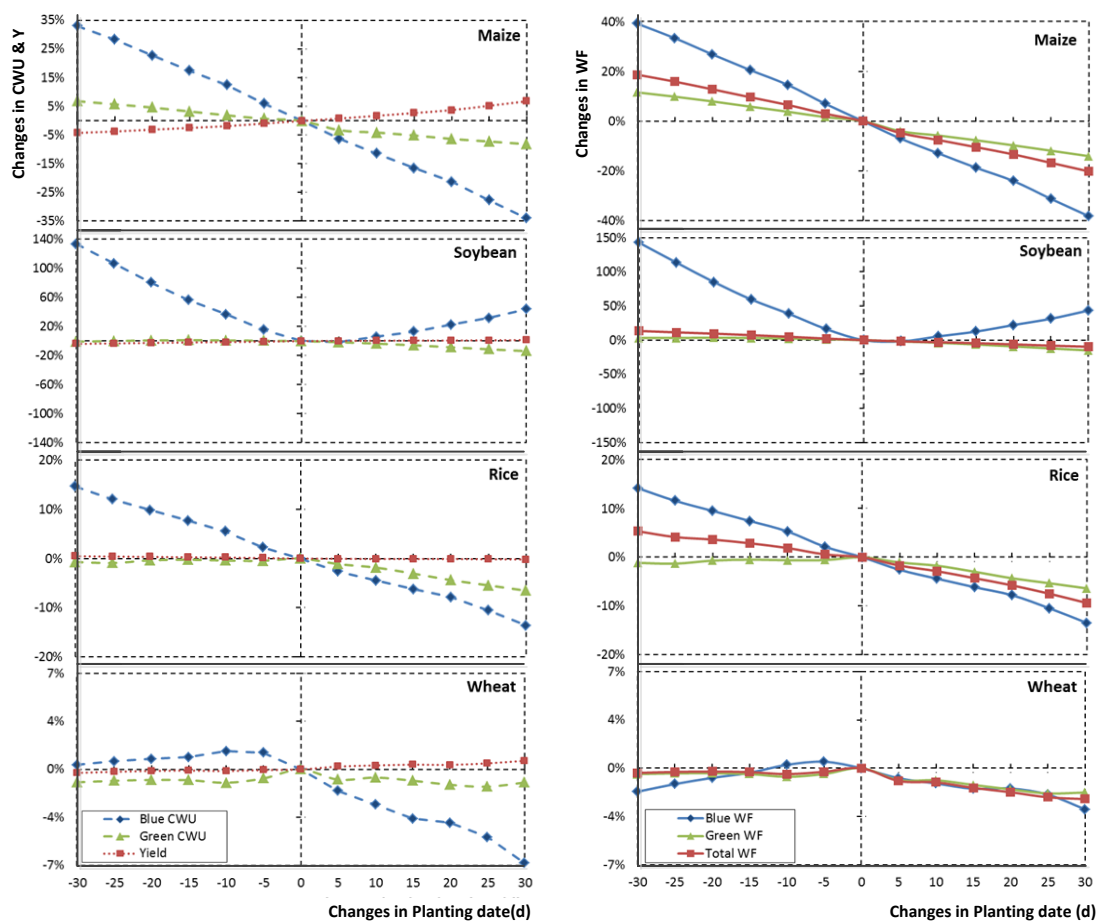 Changes in CWU & Y
35%
25%
15%
5%
-5%
-15%
-25%
-35%
Maize
140%
100%
60%
20%
-20%
-60%
-100%
-140%
Soybean
20%
10%
0%
-10%
-20%
Rice
7%
4%
0%
-4%
-7%
Wheat
Blue CWU
Green CWU
Yield
-30 -25 -20 -15 -10 -5 0 5 10 15 20 25 30
Changes in Planting date(d)
Changes in WF
40%
20%
0%
-20%
-40%
Maize
150%
100%
50%
0%
-50%
-100%
-150%
Soybean
20%
10%
0%
-10%
-20%
Rice
7%
4%
0%
-4%
-7%
Wheat
Blue WF
Green WF
Total WF
-30 -25 -20 -15 -10 -5 0 5 10 15 20 25 30
Changes in Planting date (d)